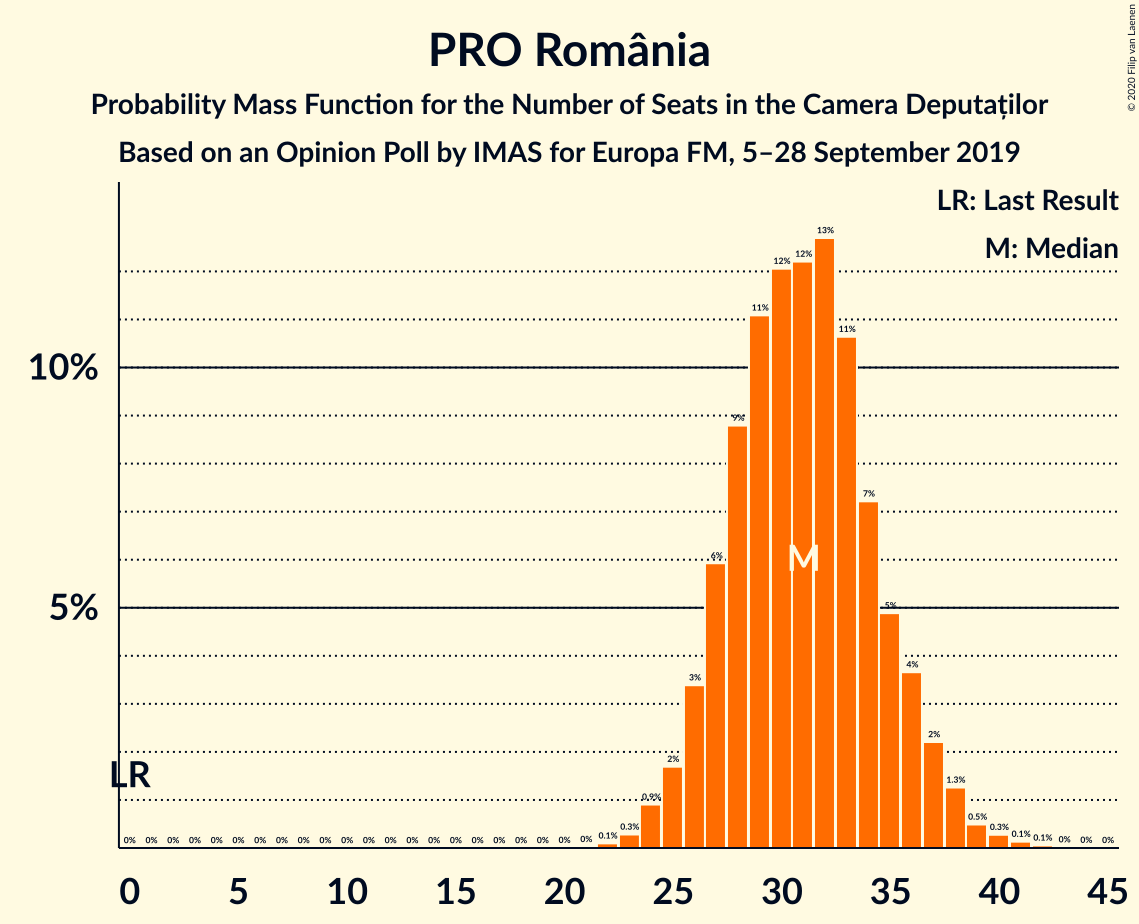 © 2020 Filip van Laenen
PRO România
Probability Mass Function for the Number of Seats in the Camera Deputaților
Based on an Opinion Poll by IMAS for Europa FM, 5–28 September 2019
LR: Last Result
M: Median
10%
5%
LR
M
0% 0% 0% 0% 0% 0% 0% 0% 0% 0% 0% 0% 0% 0% 0% 0% 0% 0% 0% 0% 0% 0% 0.1% 0.3% 0.9% 2% 3% 6% 9% 11% 12% 12% 13% 11% 7% 5% 4% 2% 1.3% 0.5% 0.3% 0.1% 0.1% 0% 0% 0%
0 5 10 15 20 25 30 35 40 45